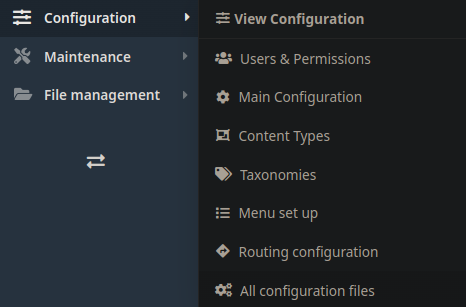 Configuration
Maintenance
File management
View Configuration
Users & Permissions
Main Configuration
Content Types
Taxonomies
Menu set up
Routing configuration
All configuration files